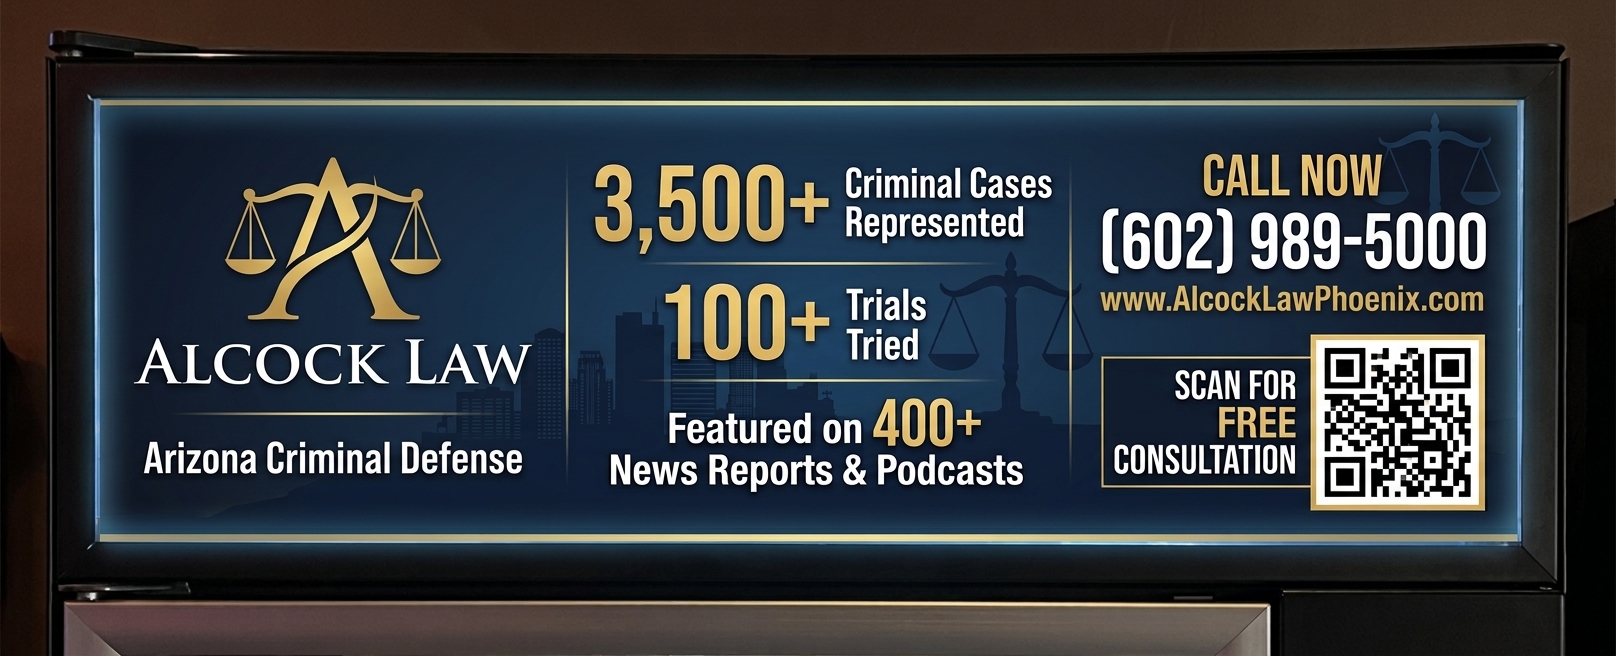 ALCOCK LAW
Arizona Criminal Defense
3,500+ Criminal Cases
Represented
100+ Trials
Tried
Featured on 400+
News Reports & Podcasts
CALL NOW
(602) 989-5000
www.AlcockLawPhoenix.com
SCAN FOR
FREE
CONSULTATION